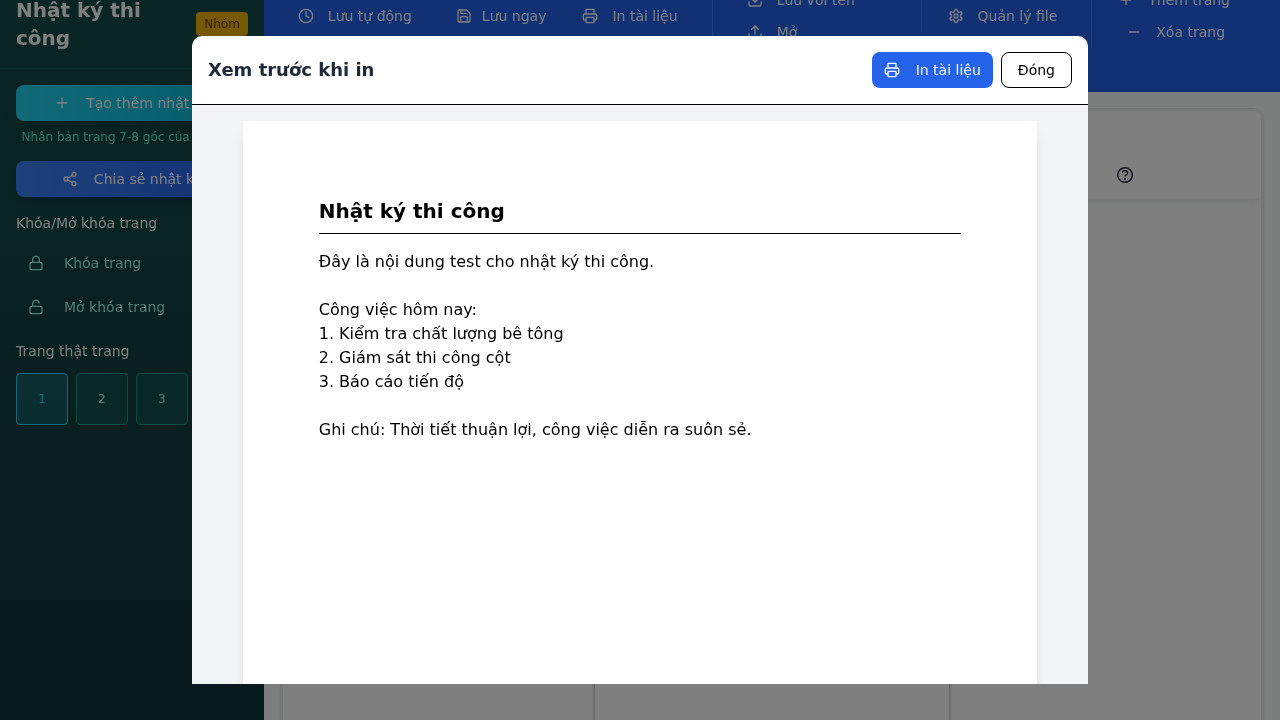 Nhật ký thi công
Nhóm
Lưu tự động
Lưu ngay
In tài liệu
Mở
Quản lý file
Xóa trang
Xem trước khi in
In tài liệu
Đóng
Tạo thêm nhật
Nhân bản trang 7-8 góc của
Chia sẻ nhật k
Khóa/Mở khóa trang
Khóa trang
Mở khóa trang
Trang thật trang
1 2 3
Nhật ký thi công
Đây là nội dung test cho nhật ký thi công.
Công việc hôm nay:
1. Kiểm tra chất lượng bê tông
2. Giám sát thi công cột
3. Báo cáo tiến độ
Ghi chú: Thời tiết thuận lợi, công việc diễn ra suôn sẻ.